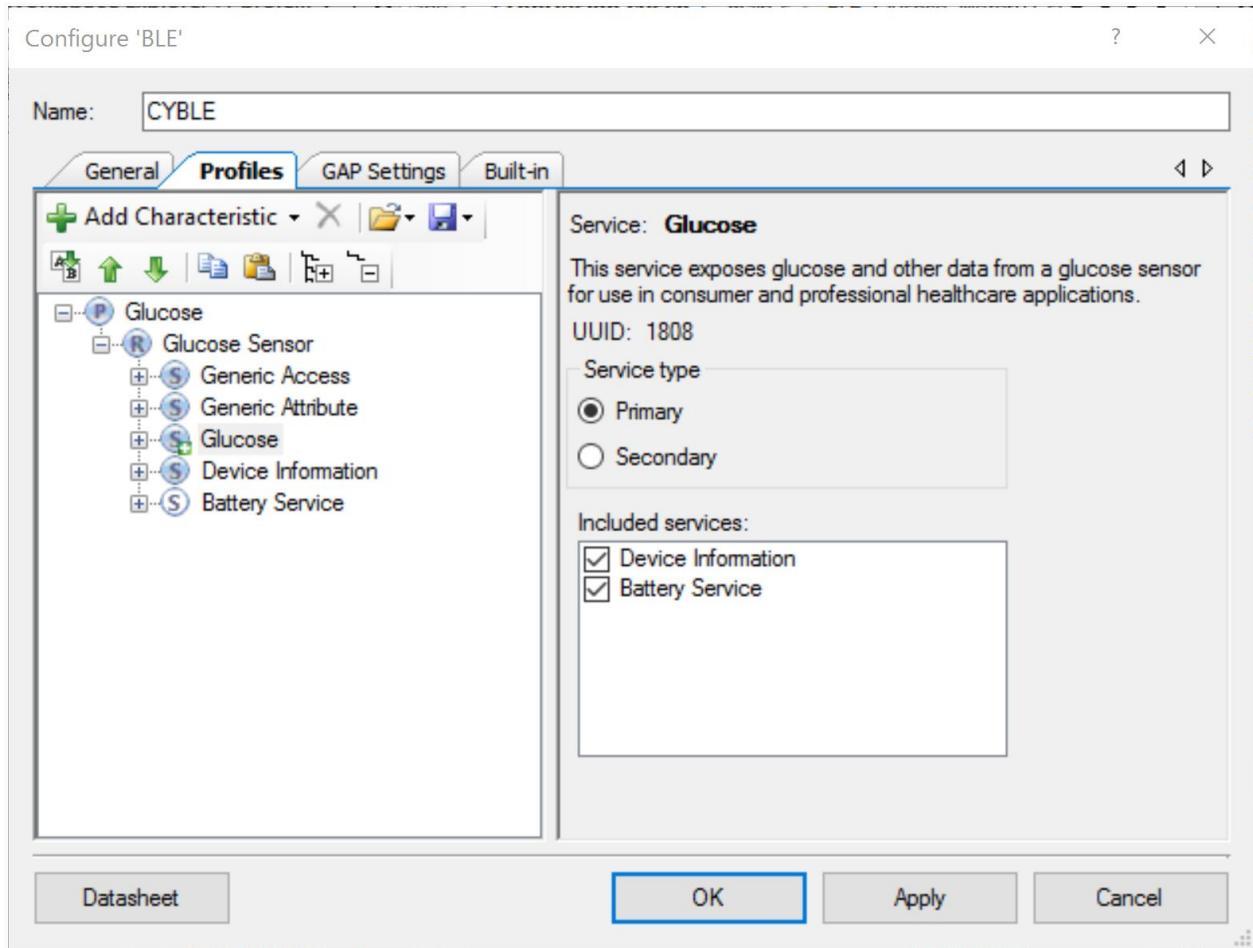 Configure 'BLE'
?
Name:
CYBLE
General
Profiles
GAP Settings
Built-in
Add Characteristic
A
B
P
Glucose
R
Glucose Sensor
S
Generic Access
S
Generic Attribute
S
Glucose
S
Device Information
S
Battery Service
Service: Glucose
This service exposes glucose and other data from a glucose sensor
for use in consumer and professional healthcare applications.
UUID: 1808
Service type
Primary
Secondary
Included services:
Device Information
Battery Service
Datasheet
OK
Apply
Cancel